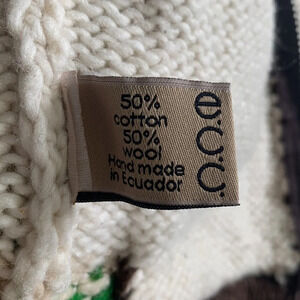 50%
cotton
50%
wool
Hand made
in Ecuador
e.c.c.